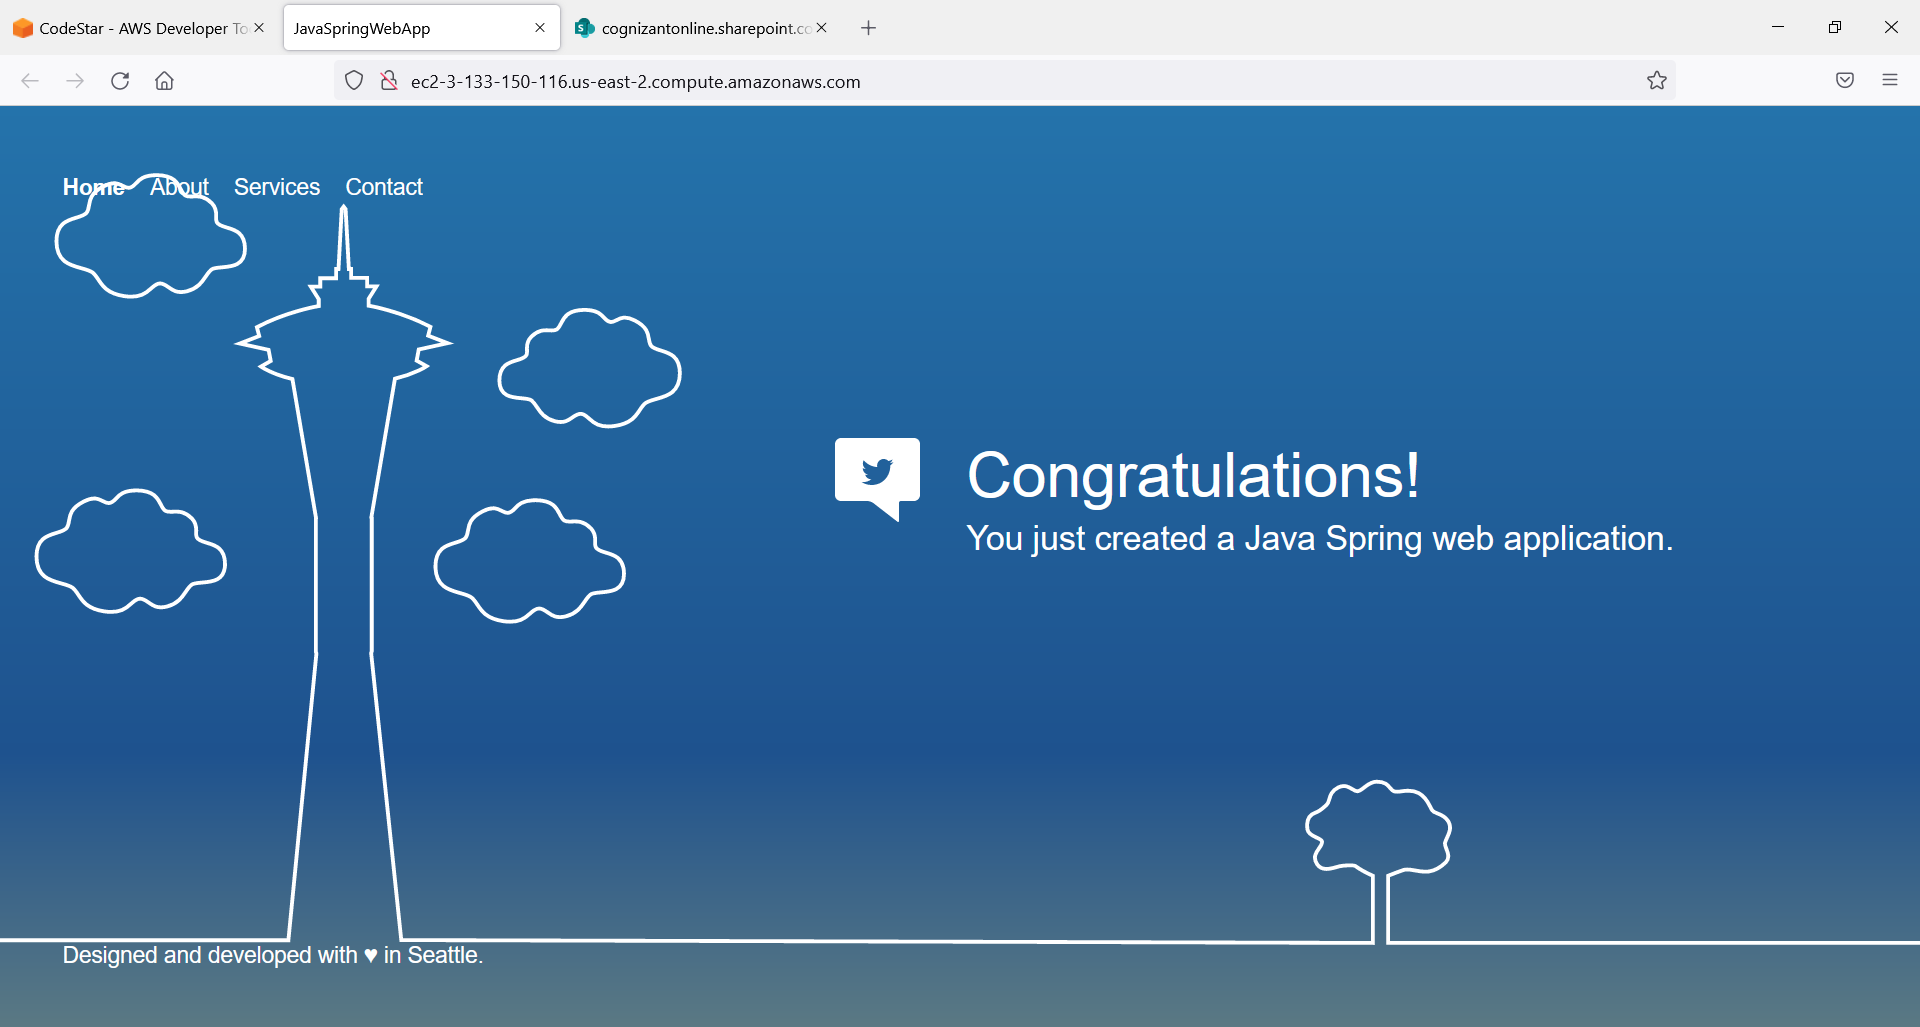 CodeStar - AWS Developer To
JavaSpringWebApp
cognizantonline.sharepoint.co
ec2-3-133-150-116.us-east-2.compute.amazonaws.com
Home About Services Contact
Congratulations!
You just created a Java Spring web application.
Designed and developed with ♥ in Seattle.